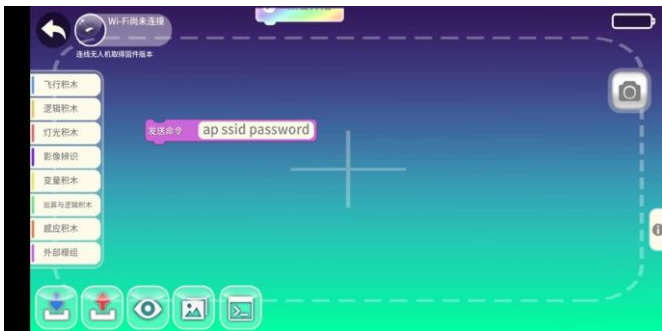 Wi-Fi尚未连接
连线无人机取得固件版本
飞行积木
逻辑积木
灯光积木
影像辨识
变量积木
运算与逻辑积木
感应积木
外部模组
发送命令 ap ssid password